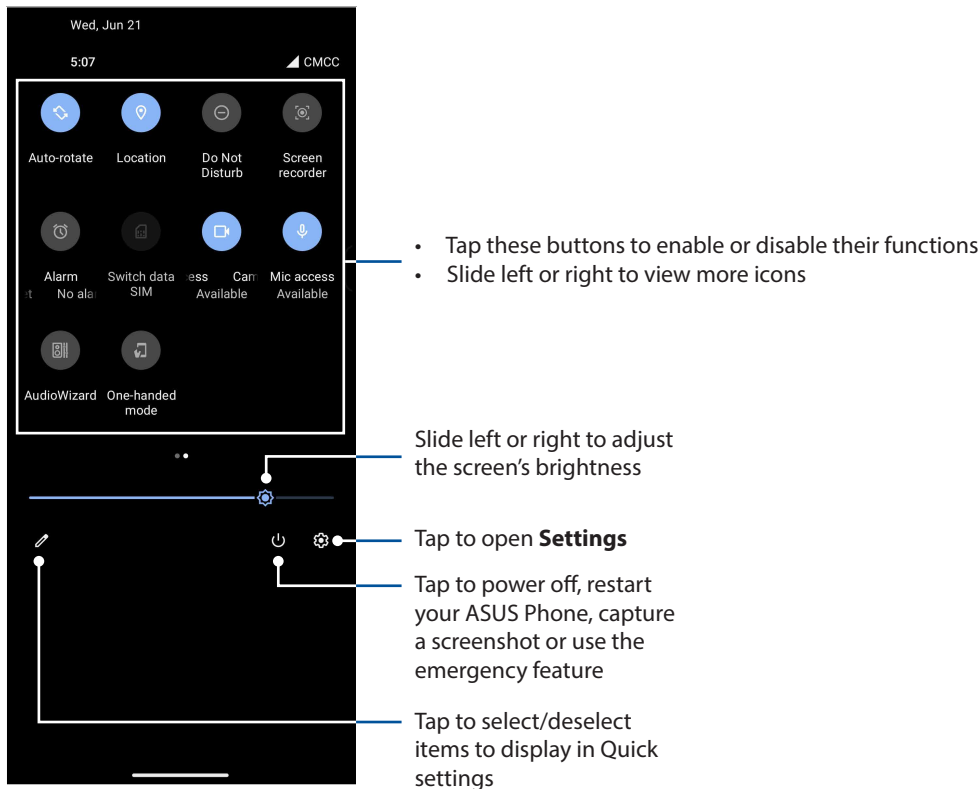 Wed, Jun 21
5:07 CMCC
Auto-rotate Location Do Not Screen
Disturb recorder
Alarm Switch data ess Cam Mic access
t No alar SIM Available Available
AudioWizard One-handed
mode
• Tap these buttons to enable or disable their functions
• Slide left or right to view more icons
Slide left or right to adjust
the screen’s brightness
Tap to open Settings
Tap to power off, restart
your ASUS Phone, capture
a screenshot or use the
emergency feature
Tap to select/deselect
items to display in Quick
settings